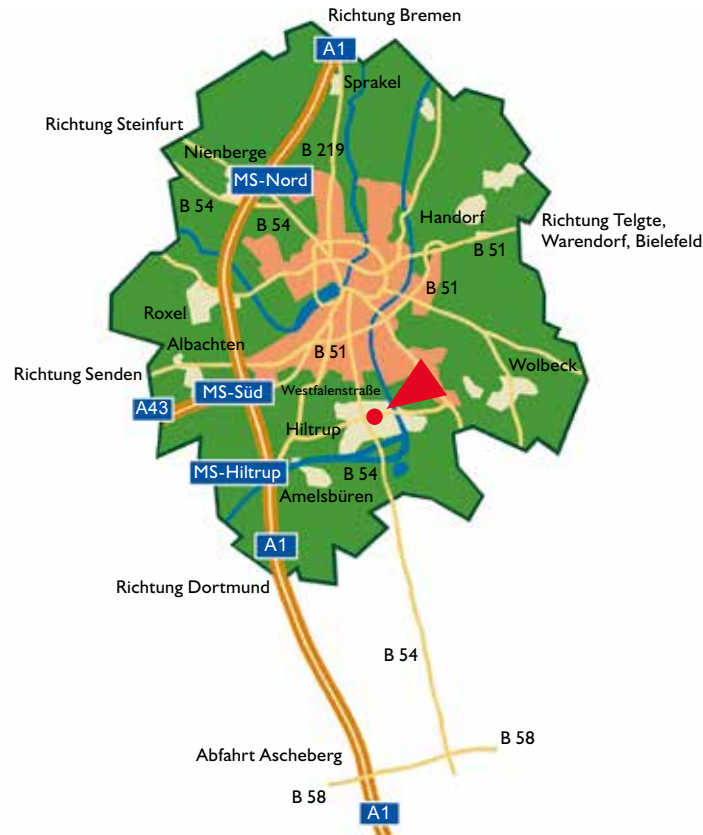 Richtung Bremen
A1
Sprakel
Richtung Steinfurt
Nienberge
B 219
MS-Nord
B 54
B 54
Handorf
Richtung Telgte,
Warendorf, Bielefeld
B 51
B 51
Roxel
Albachten
B 51
Wolbeck
Richtung Senden
MS-Süd
Westfalenstraße
A43
Hiltrup
MS-Hiltrup
B 54
Amelsbüren
A1
Richtung Dortmund
B 54
B 58
Abfahrt Ascheberg
B 58
A1